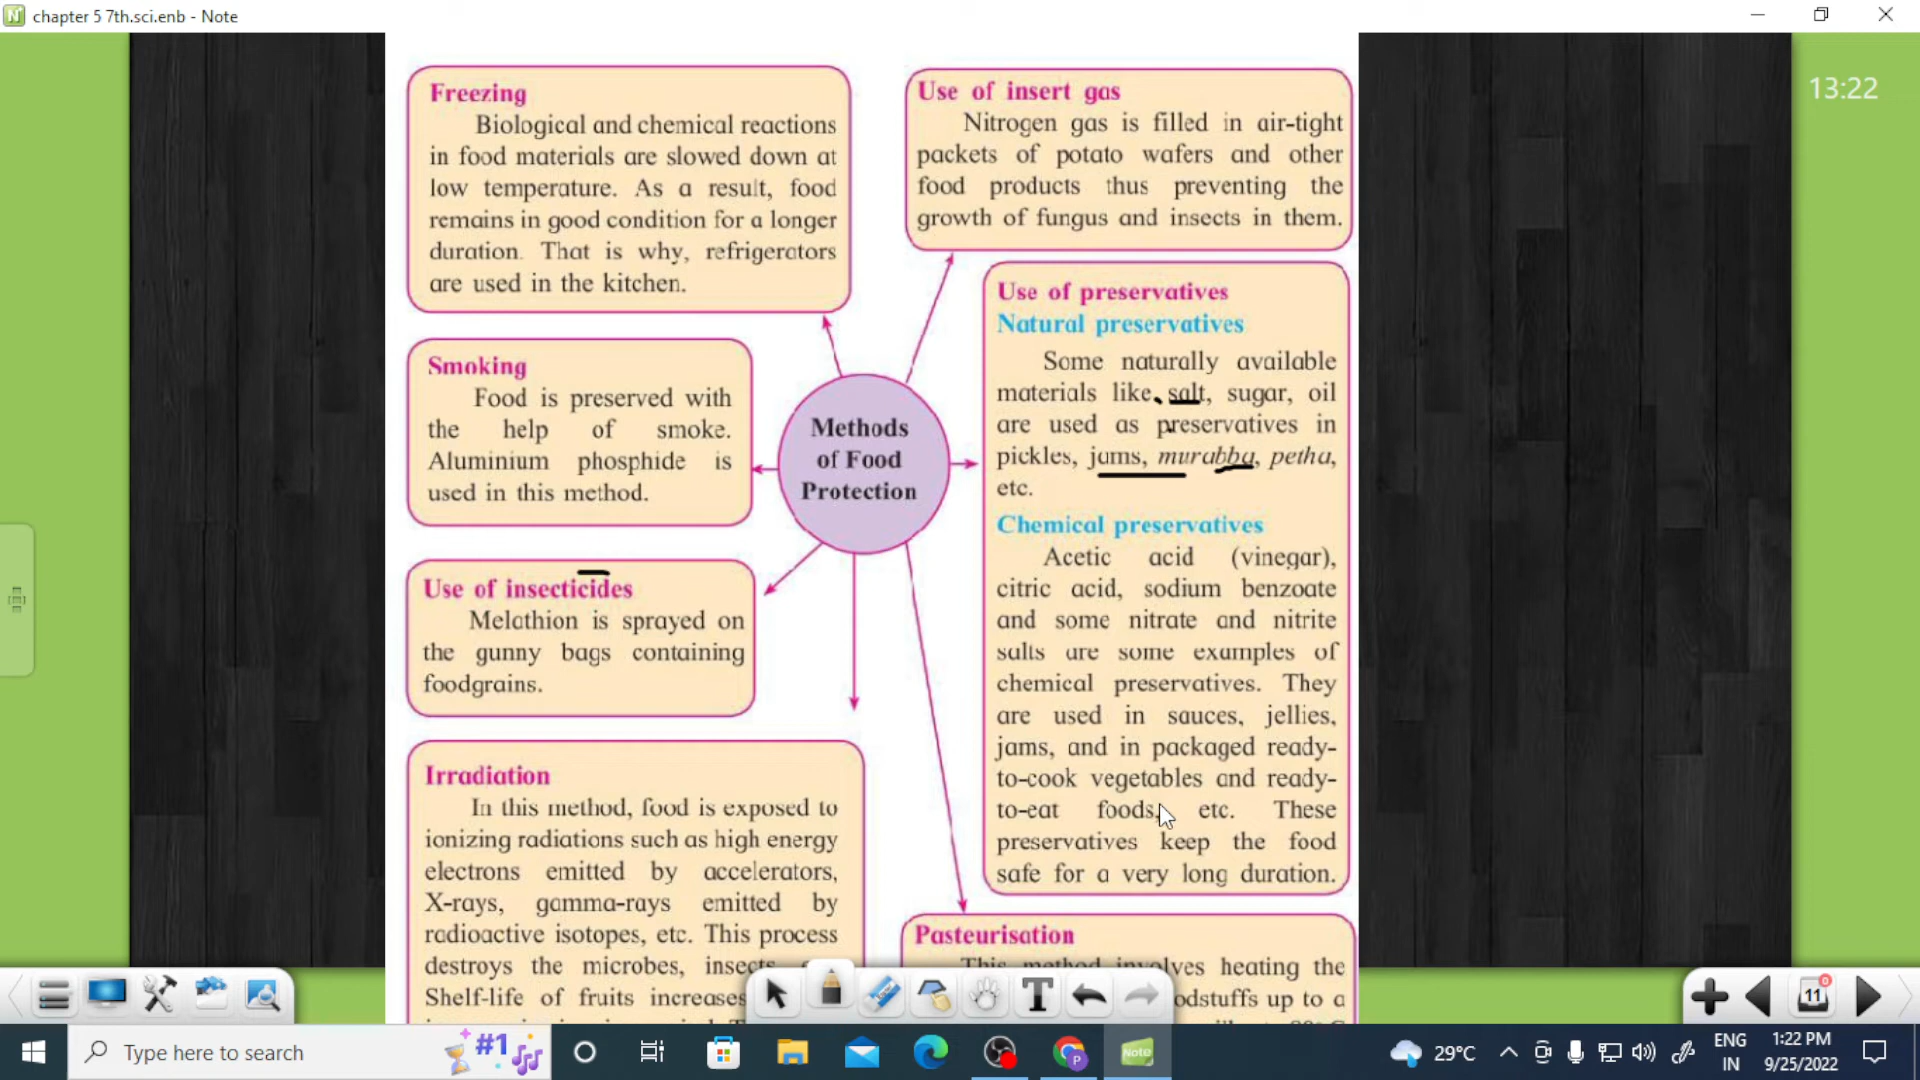 chapter 5 7th.sci.enb - Note
13:22
Freezing
Biological and chemical reactions
in food materials are slowed down at
low temperature. As a result, food
remains in good condition for a longer
duration. That is why, refrigerators
are used in the kitchen.
Use of insert gas
Nitrogen gas is filled in air-tight
packets of potato wafers and other
food products thus preventing the
growth of fungus and insects in them.
Smoking
Food is preserved with
the help of smoke.
Aluminium phosphide is
used in this method.
Methods
of Food
Protection
Use of preservatives
Natural preservatives
Some naturally available
materials like salt, sugar, oil
are used as preservatives in
pickles, jams, murabba, petha,
etc.
Chemical preservatives
Acetic acid (vinegar),
citric acid, sodium benzoate
and some nitrate and nitrite
salts are some examples of
chemical preservatives. They
are used in sauces, jellies,
jams, and in packaged ready-
to-cook vegetables and ready-
to-eat foods, etc. These
preservatives keep the food
safe for a very long duration.
Use of insecticides
Melathion is sprayed on
the gunny bags containing
foodgrains.
Irradiation
In this method, food is exposed to
ionizing radiations such as high energy
electrons emitted by accelerators,
X-rays, gamma-rays emitted by
radioactive isotopes, etc. This process
destroys the microbes, insects
Shelf-life of fruits increases
Pasteurisation
This method involves heating the
odstuffs up to a
T
11
0
Type here to search
#1
P
Note
29°C
ENG
IN
1:22 PM
9/25/2022